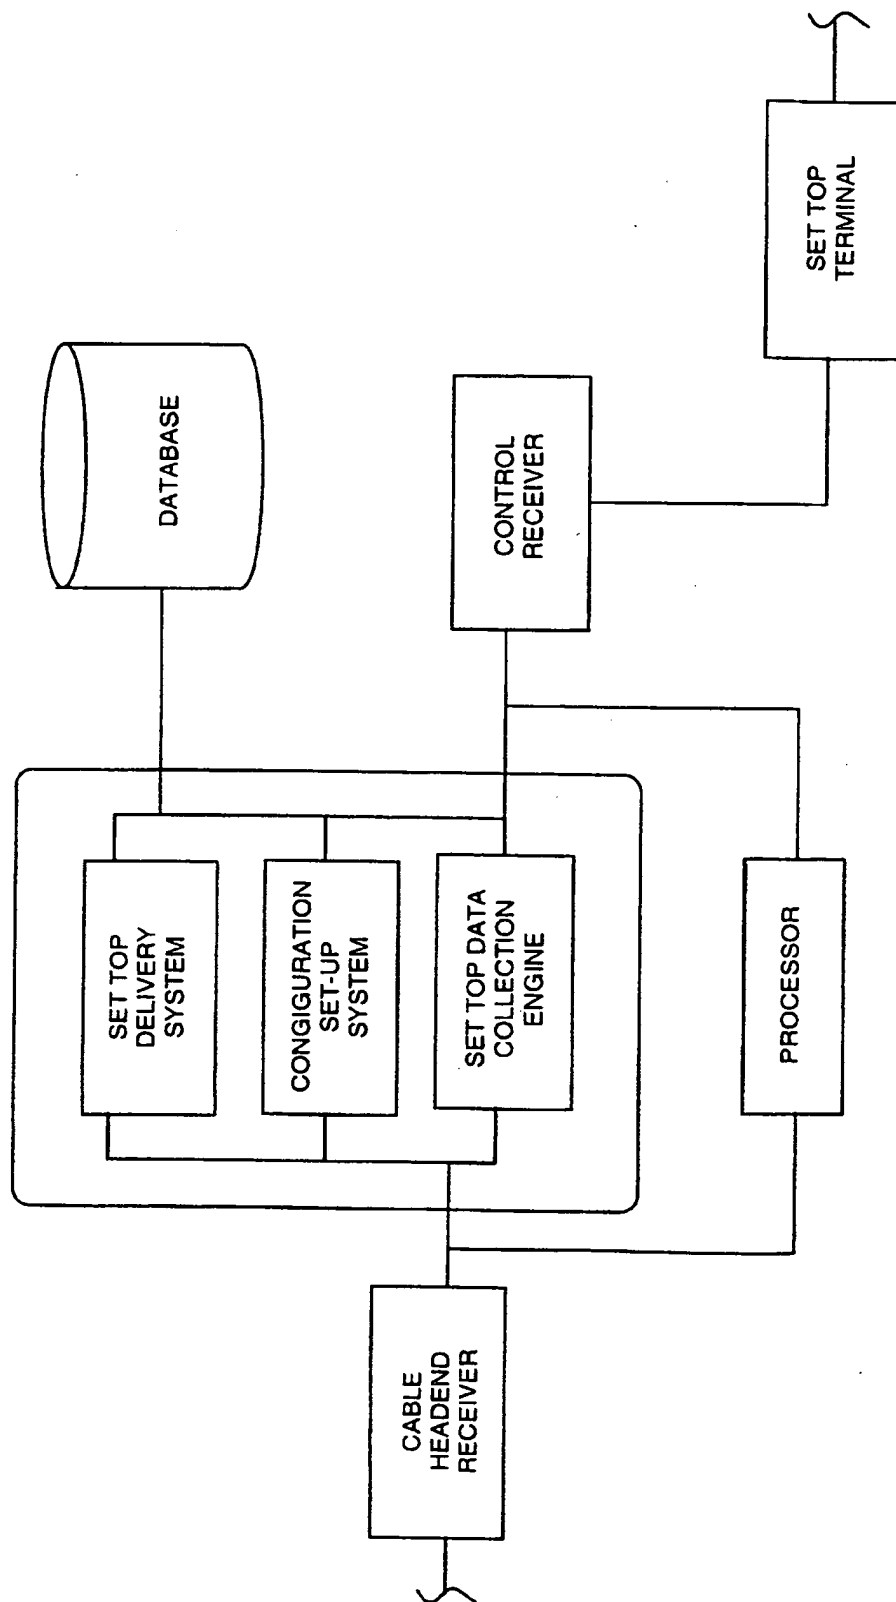 DATABASE
SET TOP
DELIVERY
SYSTEM
CONGIGURATION
SET-UP
SYSTEM
SET TOP DATA
COLLECTION
ENGINE
CABLE
HEADEND
RECEIVER
CONTROL
RECEIVER
PROCESSOR
SET TOP
TERMINAL